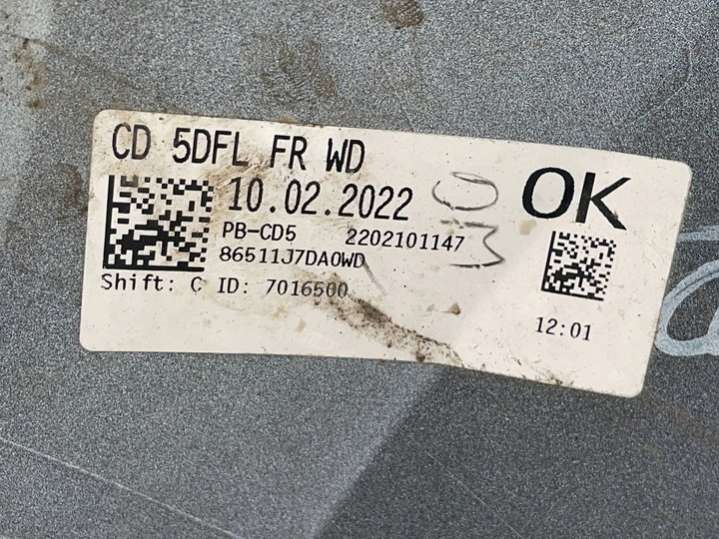 CD 5DFL FR WD
10.02.2022
OK
PB-CD5 2202101147
86511J7DA0WD
Shift: C ID: 7016500
12:01